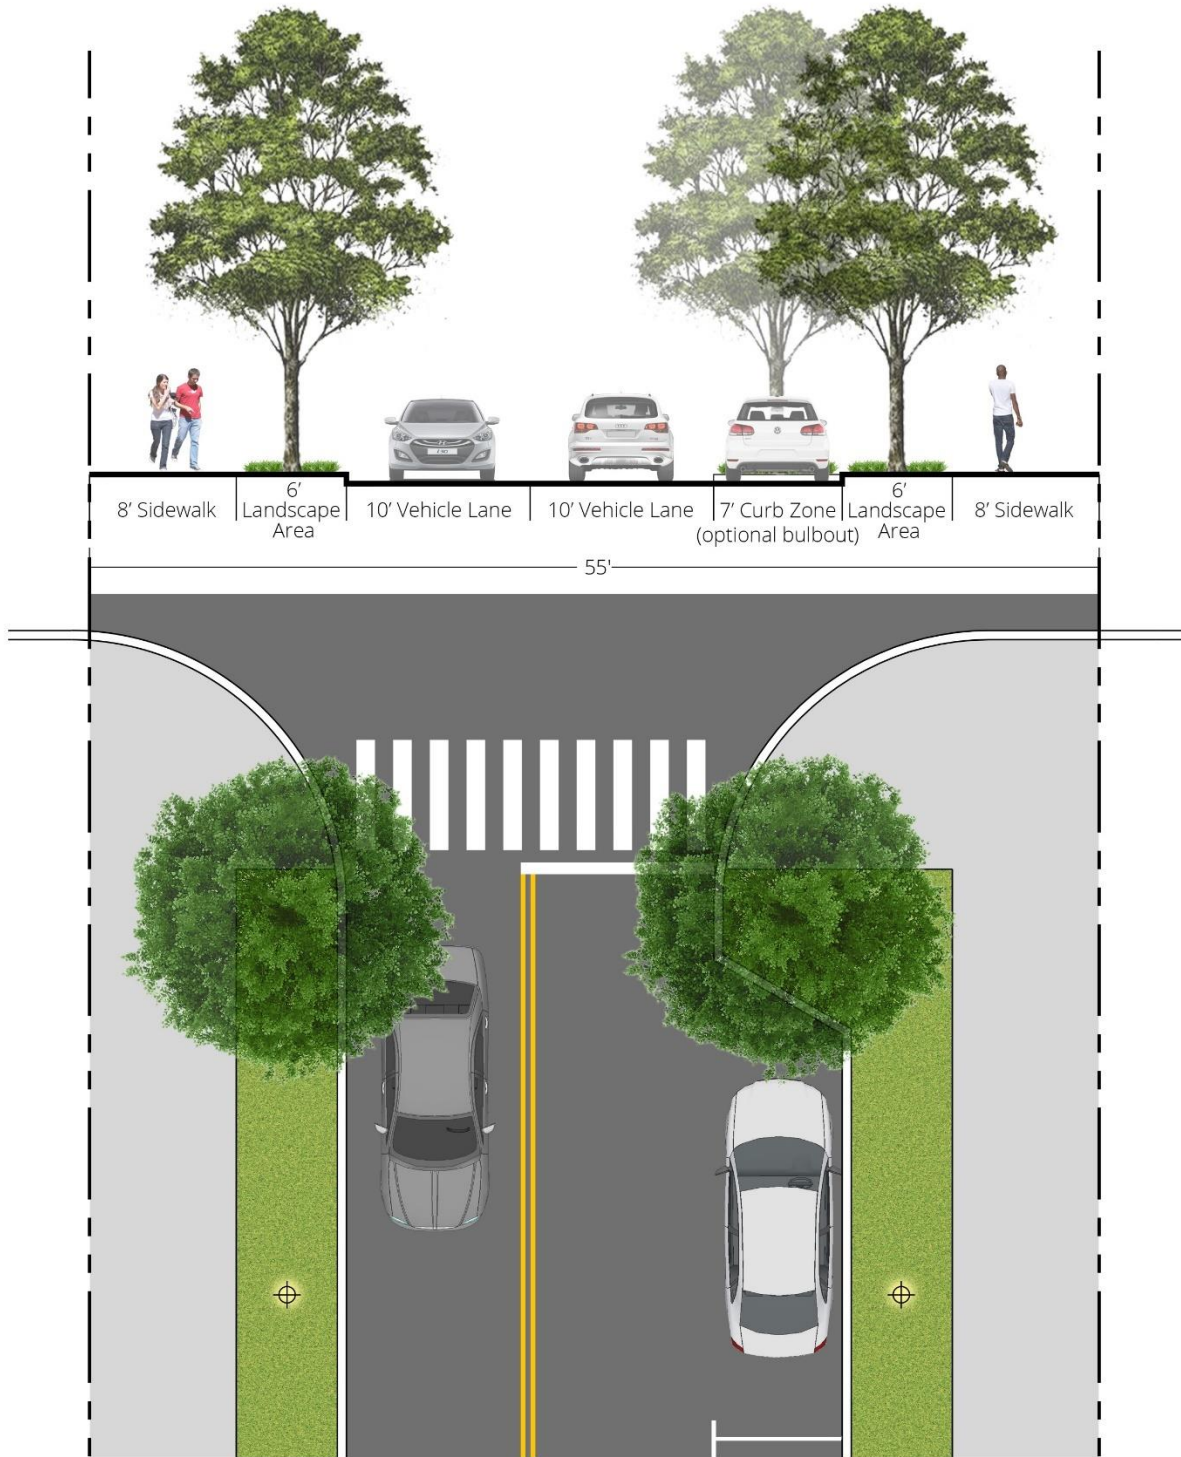 8’ Sidewalk
6’
Landscape
Area
10’ Vehicle Lane
10’ Vehicle Lane
7’ Curb Zone
(optional bulbout)
6’
Landscape
Area
8’ Sidewalk
55'